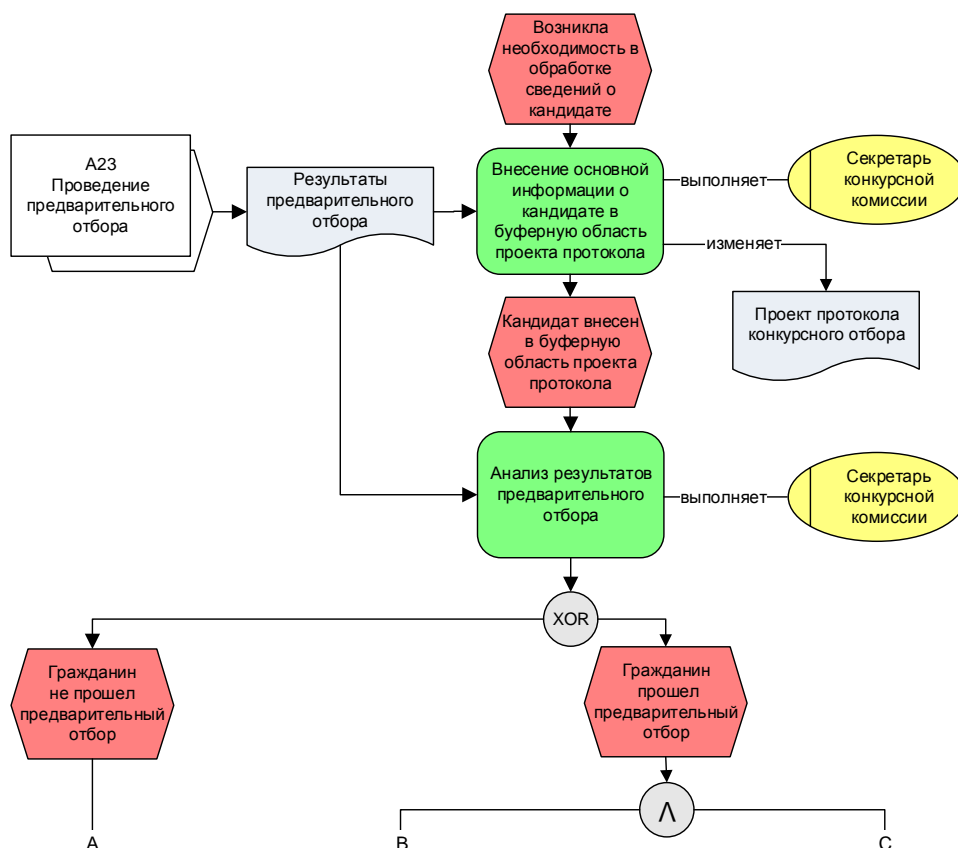 Возникла
необходимость в
обработке
сведений о
кандидате
А23
Проведение
предварительного
отбора
Результаты
предварительного
отбора
Внесение основной
информации о
кандидате в
буферную область
проекта протокола
выполняет
Секретарь
конкурсной
комиссии
изменяет
Проект протокола
конкурсного отбора
Кандидат внесен
в буферную
область проекта
протокола
Анализ результатов
предварительного
отбора
выполняет
Секретарь
конкурсной
комиссии
XOR
Гражданин
не прошел
предварительный
отбор
Гражданин
прошел
предварительный
отбор
Λ
A
B
C